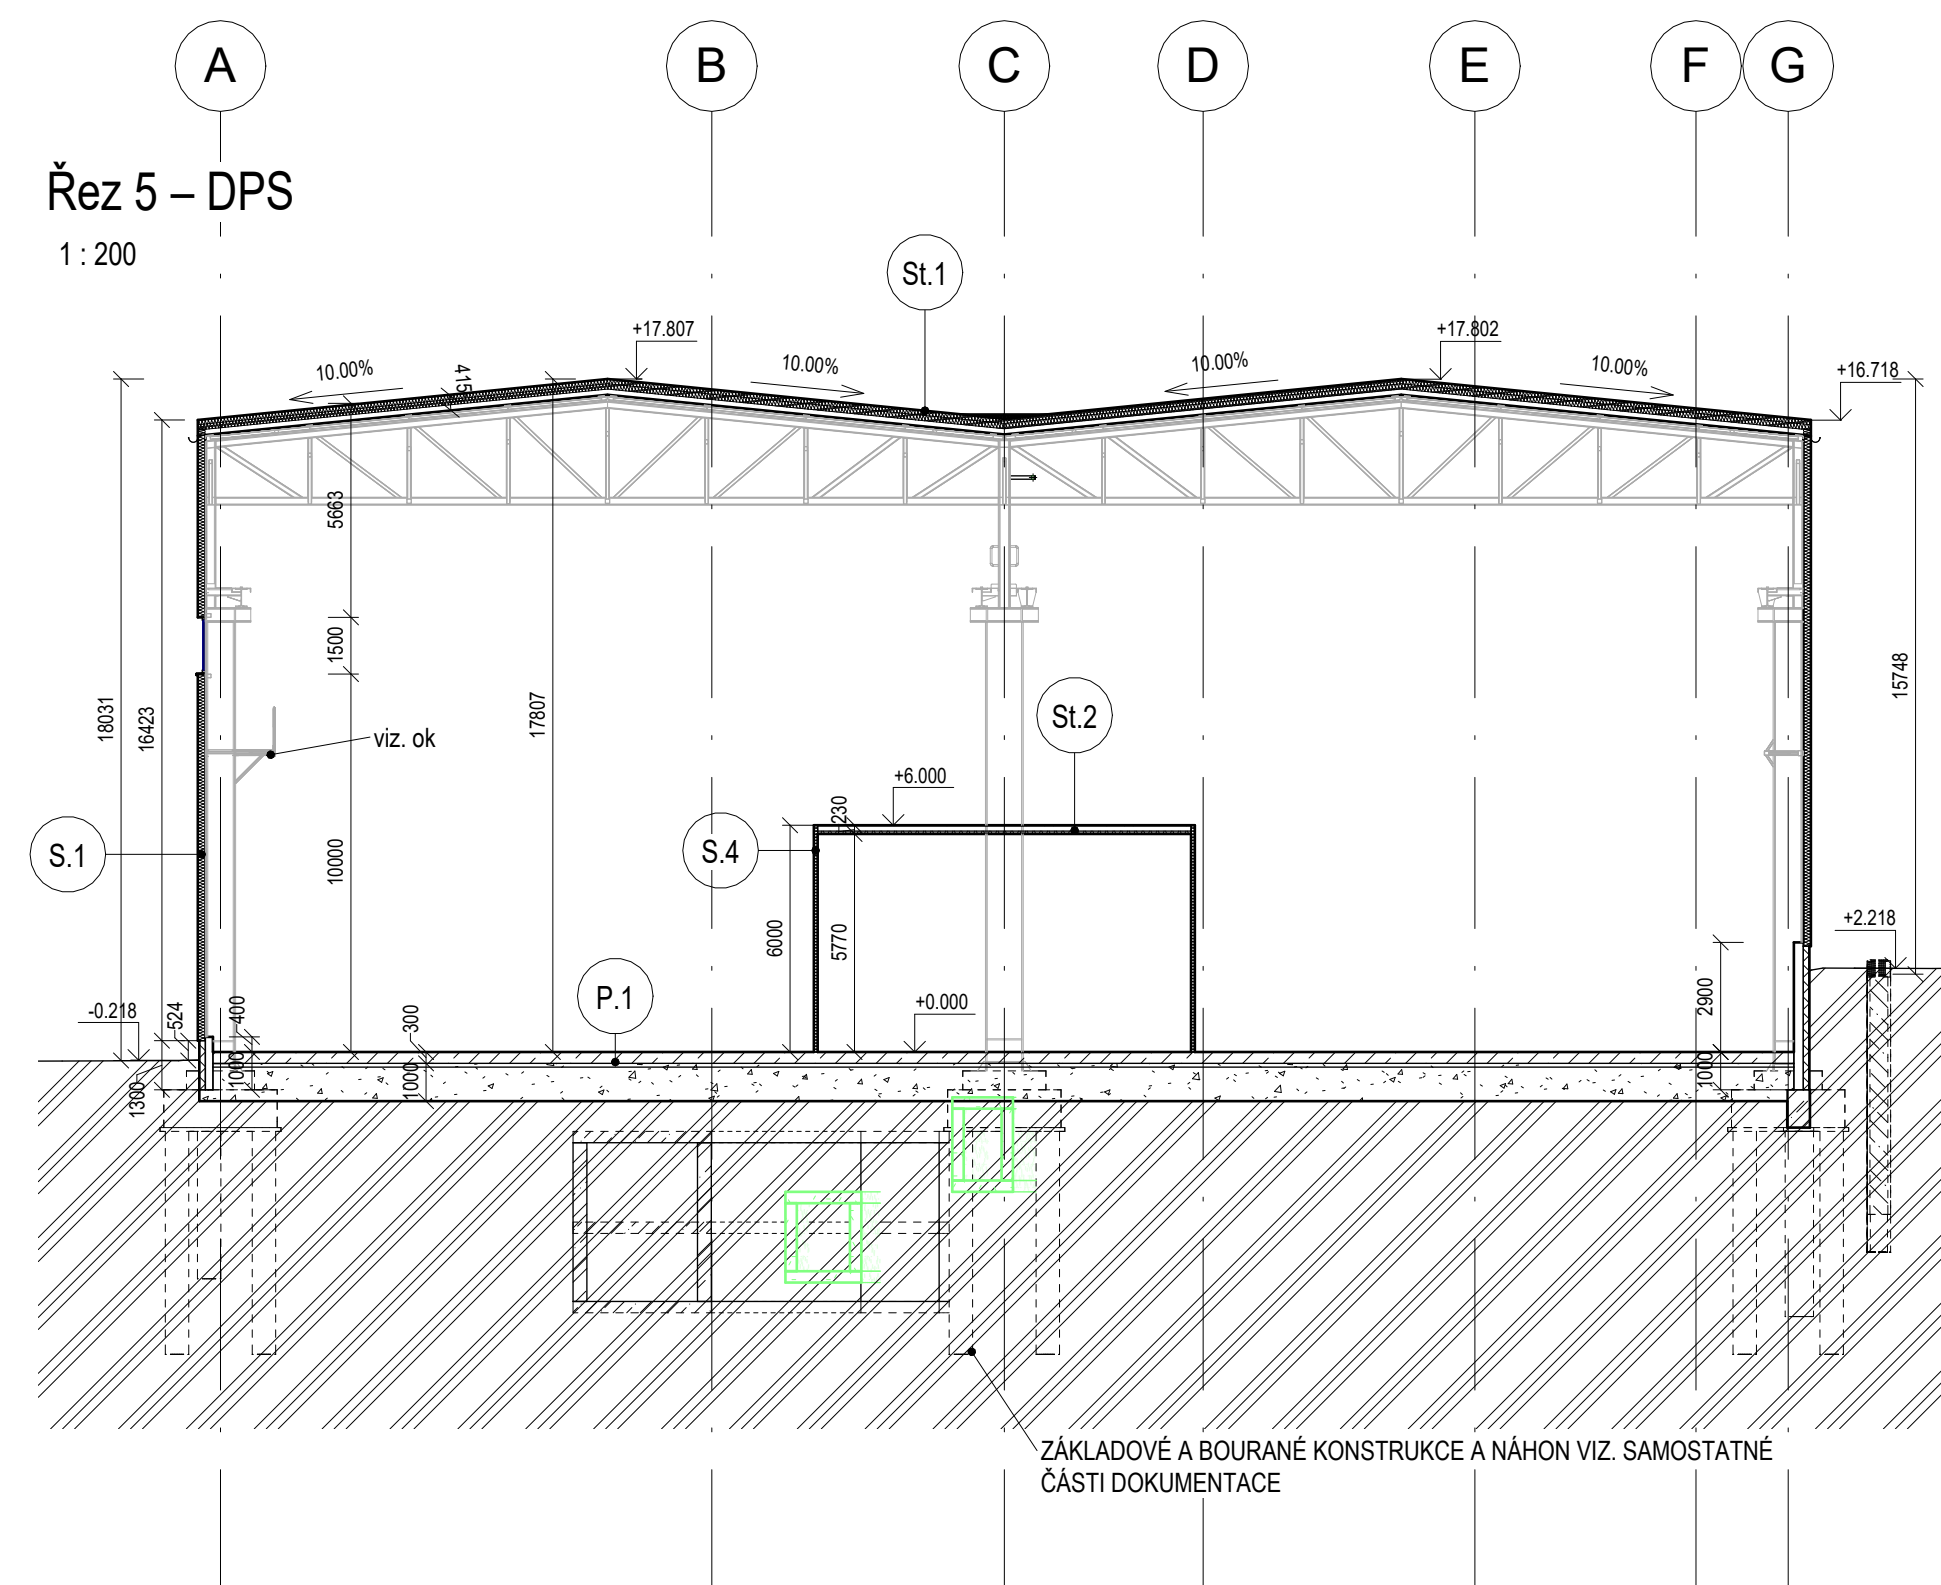 A B C D E F G
Řez 5 – DPS
1 : 200
St.1
+17.807
+17.802
10.00%
10.00%
10.00%
10.00%
+16.718
415
5663
1500
10000
18031
16423
17807
15748
viz. ok
St.2
+6.000
230
S.1
S.4
6000
5770
+2.218
P.1
+0.000
-0.218
524
400
300
2900
1300
1000
1000
1000
ZÁKLADOVÉ A BOURANÉ KONSTRUKCE A NÁHON VIZ. SAMOSTATNÉ
ČÁSTI DOKUMENTACE